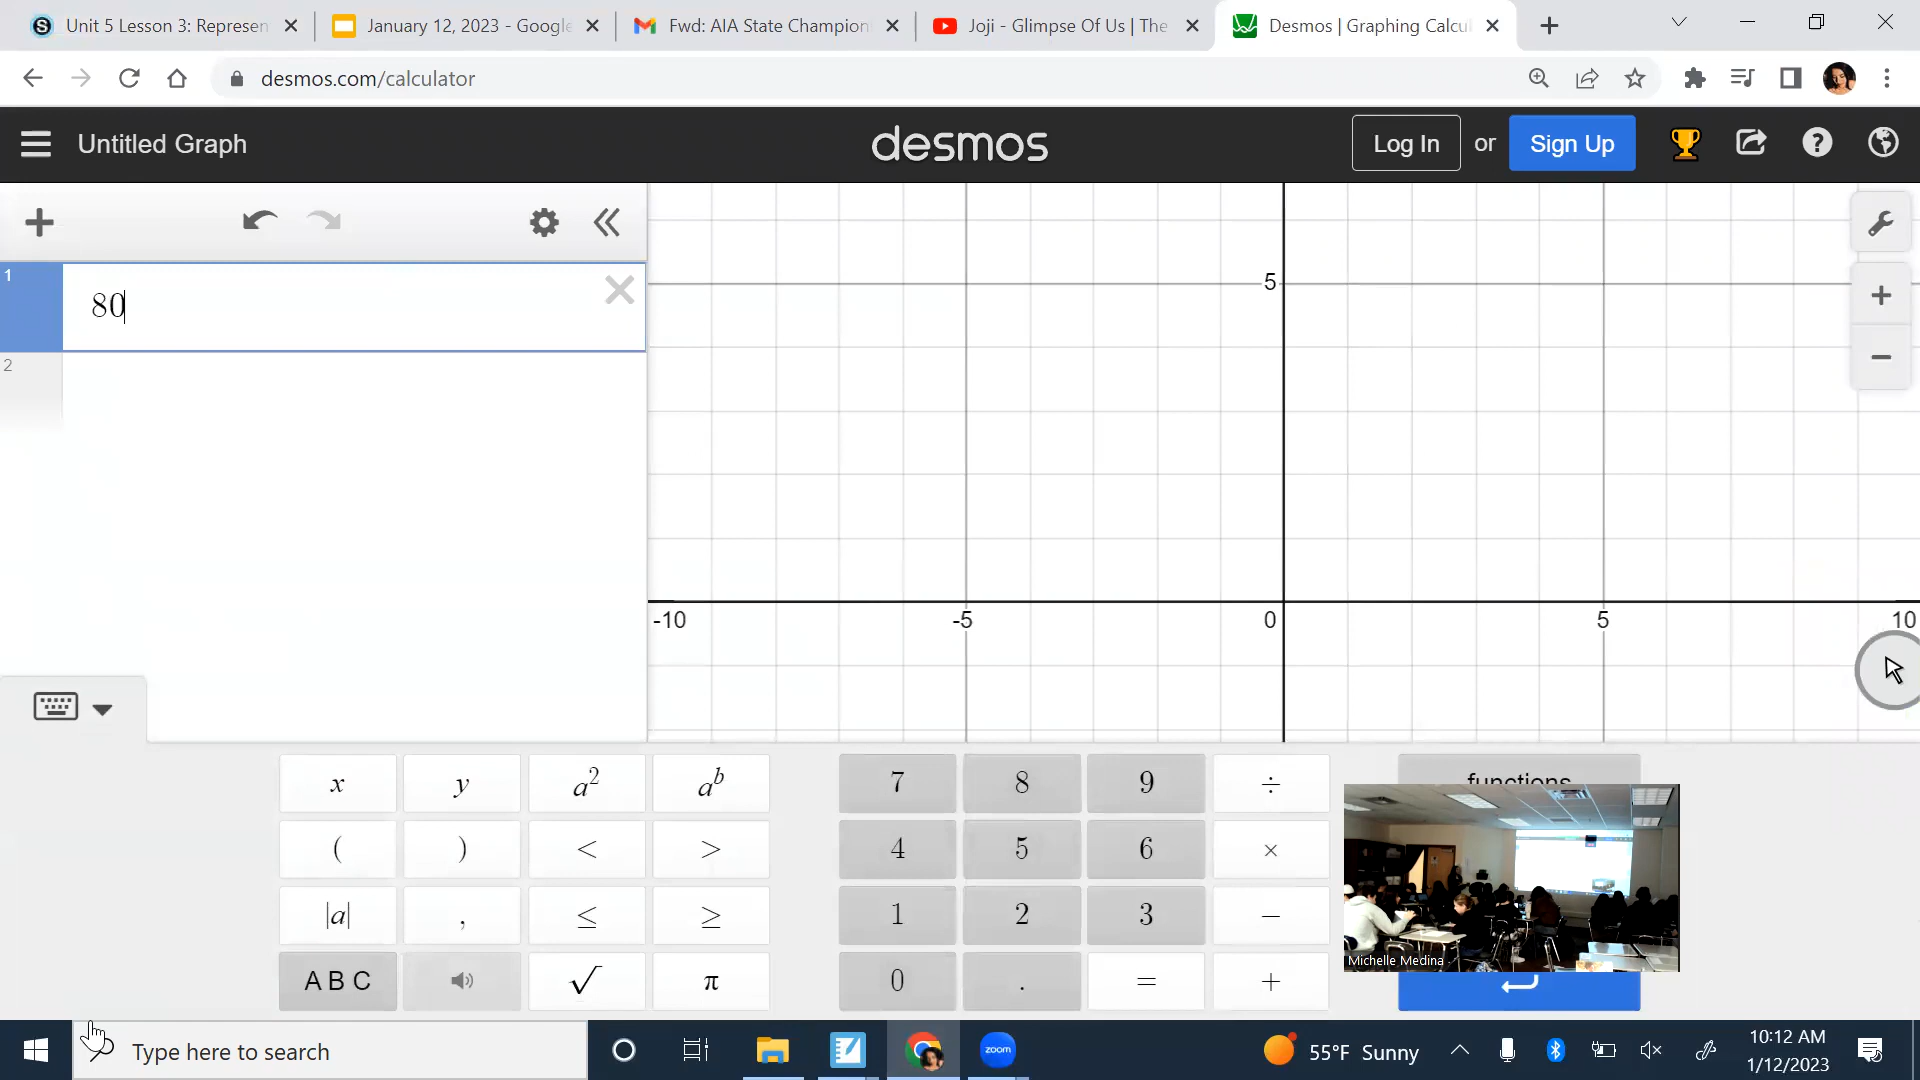 Unit 5 Lesson 3: Represen
January 12, 2023 - Google
Fwd: AIA State Champion
Joji - Glimpse Of Us | The
Desmos | Graphing Calcul
desmos.com/calculator
Untitled Graph
desmos
Log In or Sign Up
1
80
2
5
-10 -5 0 5 10
x y a² aᵇ 7 8 9 ÷ functions
( ) < > 4 5 6 ×
|a| , ≤ ≥ 1 2 3 −
A B C √ π 0 . = +
Michelle Medina
Type here to search
zoom
55°F Sunny
10:12 AM
1/12/2023